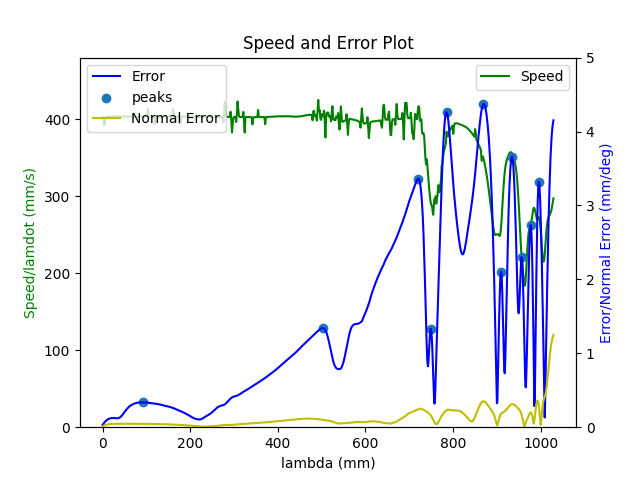 Speed and Error Plot
Error
peaks
Normal Error
Speed
Speed/lamdot (mm/s)
0
100
200
300
400
Error/Normal Error (mm/deg)
0
1
2
3
4
5
0
200
400
600
800
1000
lambda (mm)